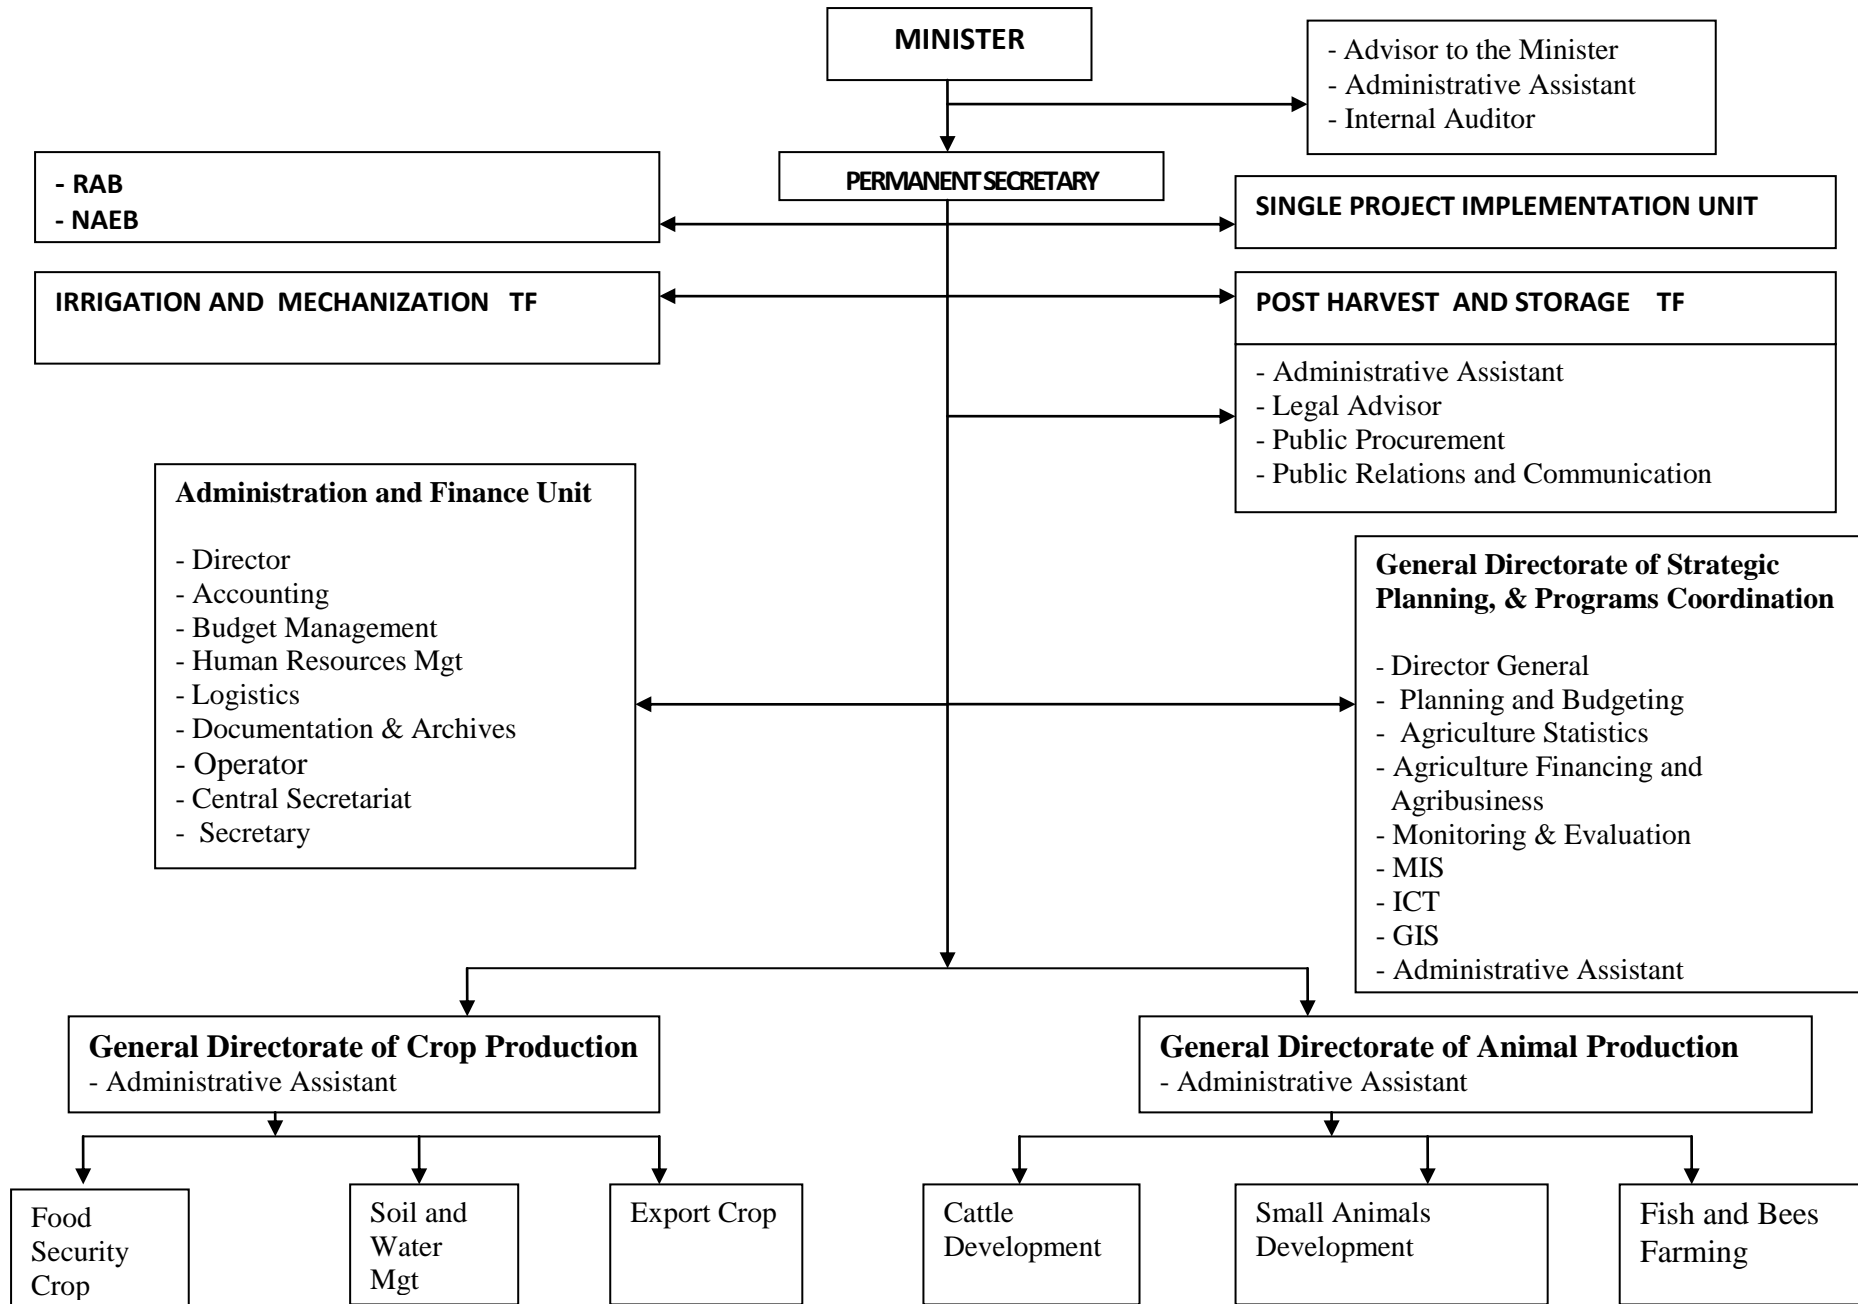 MINISTER
- Advisor to the Minister
- Administrative Assistant
- Internal Auditor
PERMANENT SECRETARY
- RAB
- NAEB
SINGLE PROJECT IMPLEMENTATION UNIT
IRRIGATION AND MECHANIZATION TF
POST HARVEST AND STORAGE TF
- Administrative Assistant
- Legal Advisor
- Public Procurement
- Public Relations and Communication
Administration and Finance Unit
- Director
- Accounting
- Budget Management
- Human Resources Mgt
- Logistics
- Documentation & Archives
- Operator
- Central Secretariat
- Secretary
General Directorate of Strategic
Planning, & Programs Coordination
- Director General
- Planning and Budgeting
- Agriculture Statistics
- Agriculture Financing and
Agribusiness
- Monitoring & Evaluation
- MIS
- ICT
- GIS
- Administrative Assistant
General Directorate of Crop Production
- Administrative Assistant
General Directorate of Animal Production
- Administrative Assistant
Food
Security
Crop
Soil and
Water
Mgt
Export Crop
Cattle
Development
Small Animals
Development
Fish and Bees
Farming